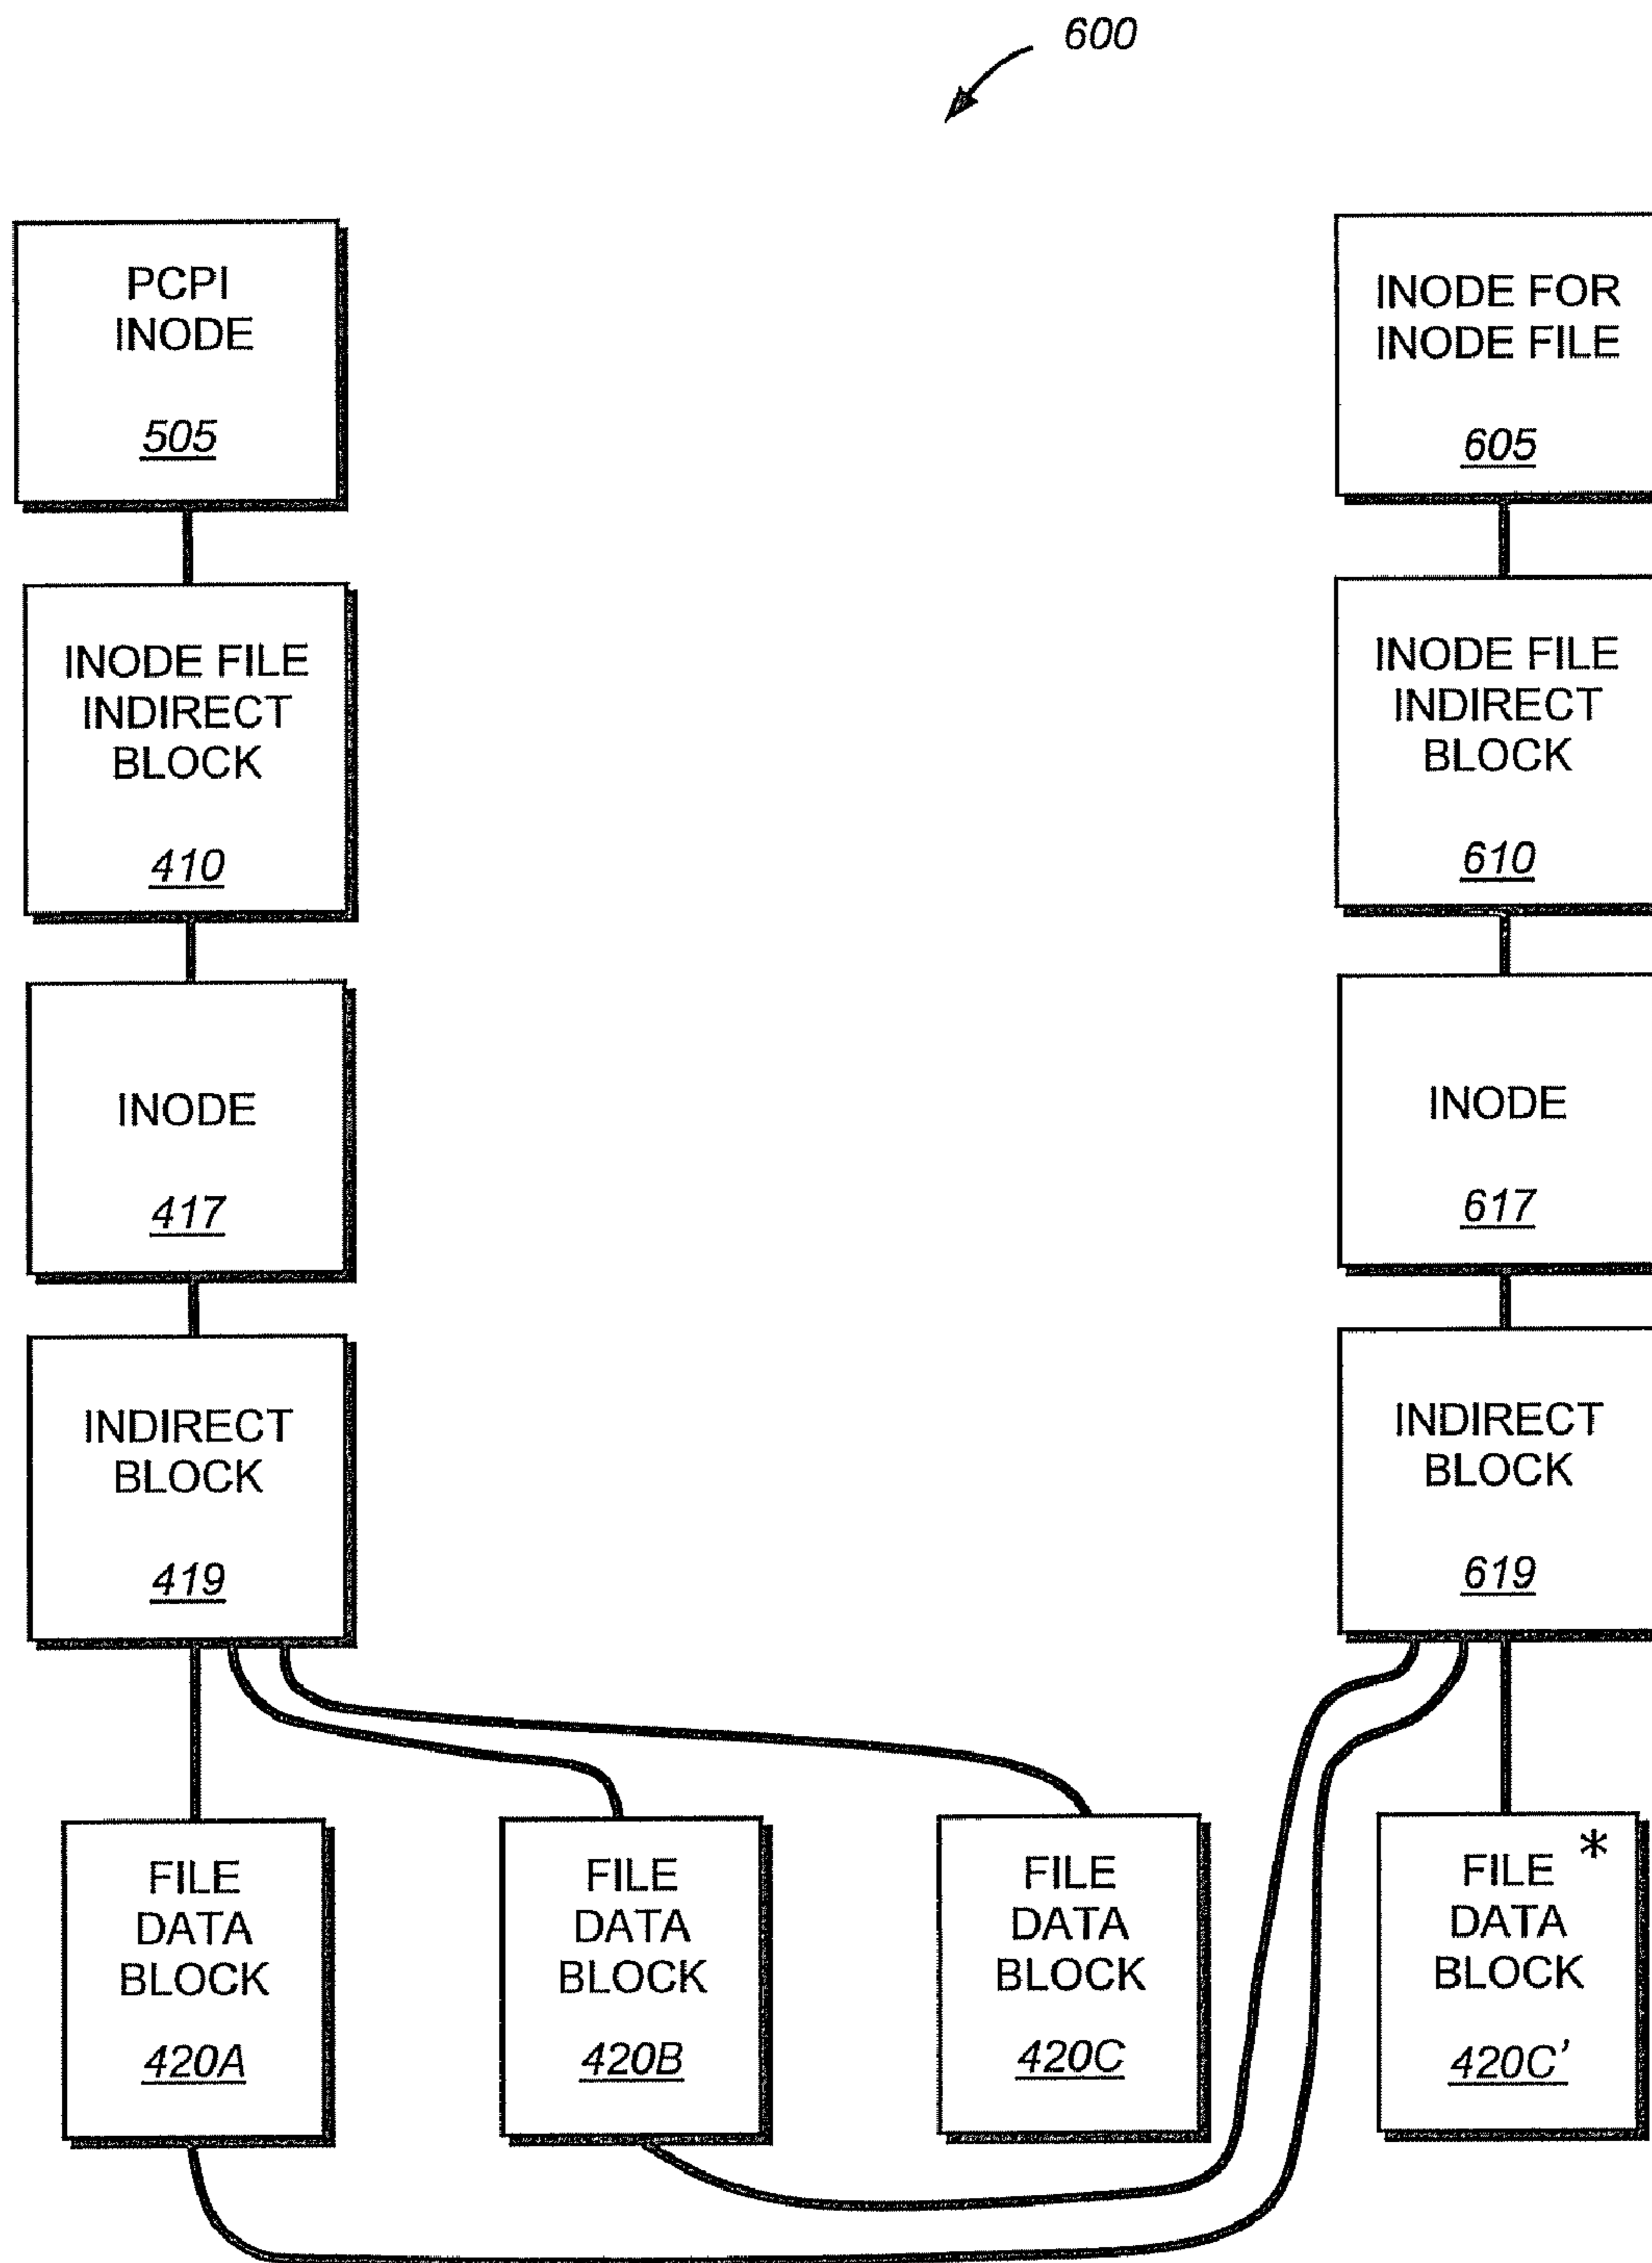 600
PCPI
INODE
505
INODE FOR
INODE FILE
605
INODE FILE
INDIRECT
BLOCK
410
INODE FILE
INDIRECT
BLOCK
610
INODE
417
INODE
617
INDIRECT
BLOCK
419
INDIRECT
BLOCK
619
FILE
DATA
BLOCK
420A
FILE
DATA
BLOCK
420B
FILE
DATA
BLOCK
420C
FILE *
DATA
BLOCK
420C'